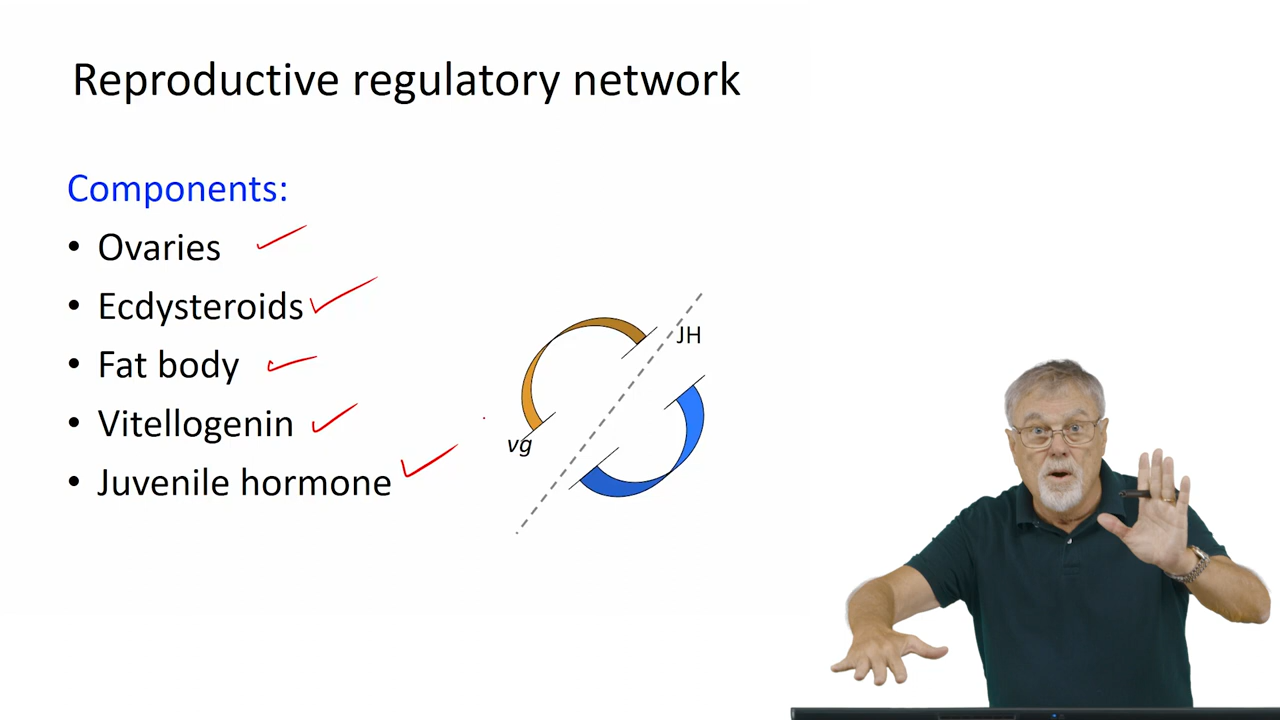 Reproductive regulatory network
Components:
• Ovaries
• Ecdysteroids
• Fat body
• Vitellogenin
• Juvenile hormone
JH
vg